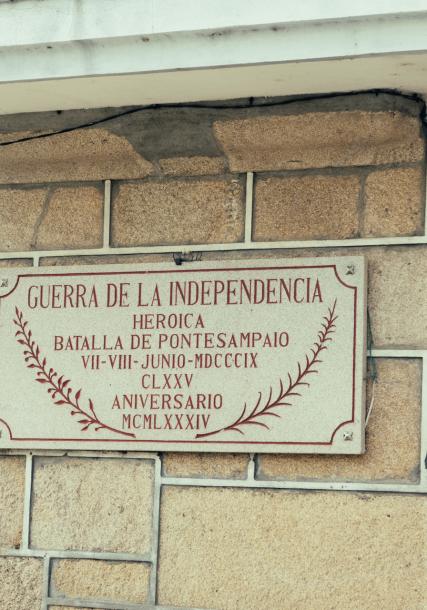 GUERRA DE LA INDEPENDENCIA
HEROICA
BATALLA DE PONTESAMPAIO
VII-VIII-JUNIO-MDCCCIX
CLXXV
ANIVERSARIO
MCMLXXXIV